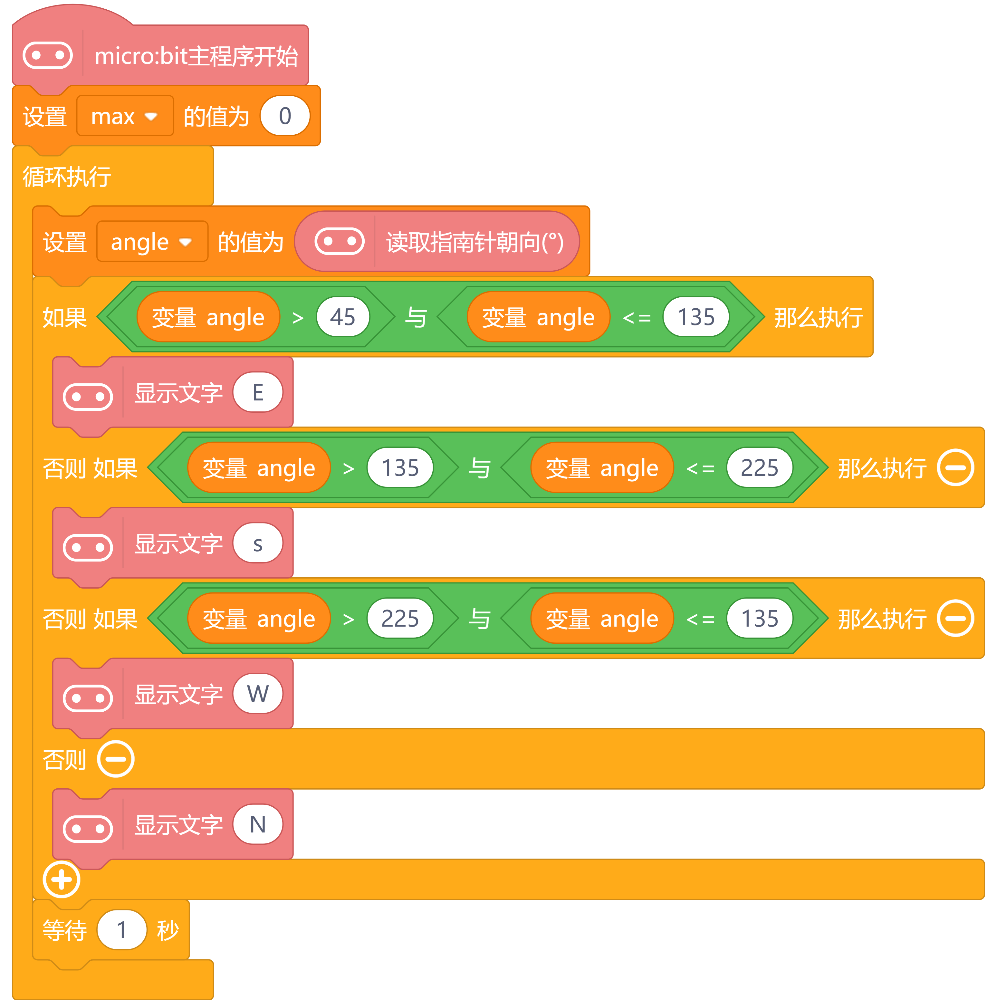 micro:bit主程序开始
设置 max 的值为 0
循环执行
设置 angle 的值为 读取指南针朝向(°)
如果 变量 angle > 45 与 变量 angle <= 135 那么执行
显示文字 E
否则 如果 变量 angle > 135 与 变量 angle <= 225 那么执行
显示文字 s
否则 如果 变量 angle > 225 与 变量 angle <= 135 那么执行
显示文字 W
否则
显示文字 N
等待 1 秒